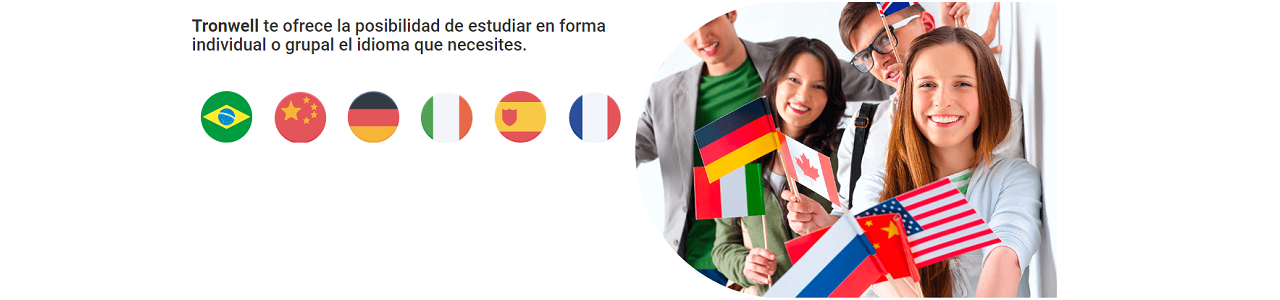 Tronwell te ofrece la posibilidad de estudiar en forma
individual o grupal el idioma que necesites.